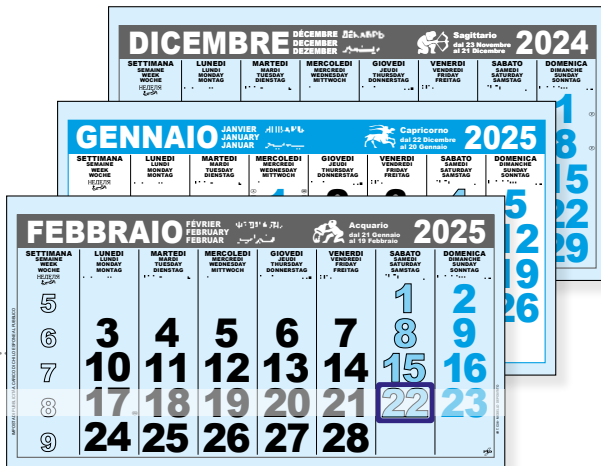 DICEMBRE DÉCEMBRE DECEMBER DEZEMBER Sagittario dal 23 Novembre al 21 Dicembre 2024
SETTIMANA LUNEDI MARTEDI MERCOLEDI GIOVEDI VENERDI SABATO DOMENICA
SEMAINE LUNDI MARDI MERCREDI JEUDI VENDREDI SAMEDI DIMANCHE
WEEK MONDAY TUESDAY WEDNESDAY THURSDAY FRIDAY SATURDAY SUNDAY
WOCHE MONTAG DIENSTAG MITTWOCH DONNERSTAG FREITAG SAMSTAG SONNTAG
НЕДЕЛЯ
1
8
15
22
29
GENNAIO JANVIER JANUARY JANUAR Capricorno dal 22 Dicembre al 20 Gennaio 2025
SETTIMANA LUNEDI MARTEDI MERCOLEDI GIOVEDI VENERDI SABATO DOMENICA
SEMAINE LUNDI MARDI MERCREDI JEUDI VENDREDI SAMEDI DIMANCHE
WEEK MONDAY TUESDAY WEDNESDAY THURSDAY FRIDAY SATURDAY SUNDAY
WOCHE MONTAG DIENSTAG MITTWOCH DONNERSTAG FREITAG SAMSTAG SONNTAG
НЕДЕЛЯ
5
12
19
26
FEBBRAIO FÉVRIER FEBRUARY FEBRUAR Acquario dal 21 Gennaio al 19 Febbraio 2025
SETTIMANA LUNEDI MARTEDI MERCOLEDI GIOVEDI VENERDI SABATO DOMENICA
SEMAINE LUNDI MARDI MERCREDI JEUDI VENDREDI SAMEDI DIMANCHE
WEEK MONDAY TUESDAY WEDNESDAY THURSDAY FRIDAY SATURDAY SUNDAY
WOCHE MONTAG DIENSTAG MITTWOCH DONNERSTAG FREITAG SAMSTAG SONNTAG
НЕДЕЛЯ
5 1 2
6 3 4 5 6 7 8 9
7 10 11 12 13 14 15 16
8 17 18 19 20 21 22 23
9 24 25 26 27 28